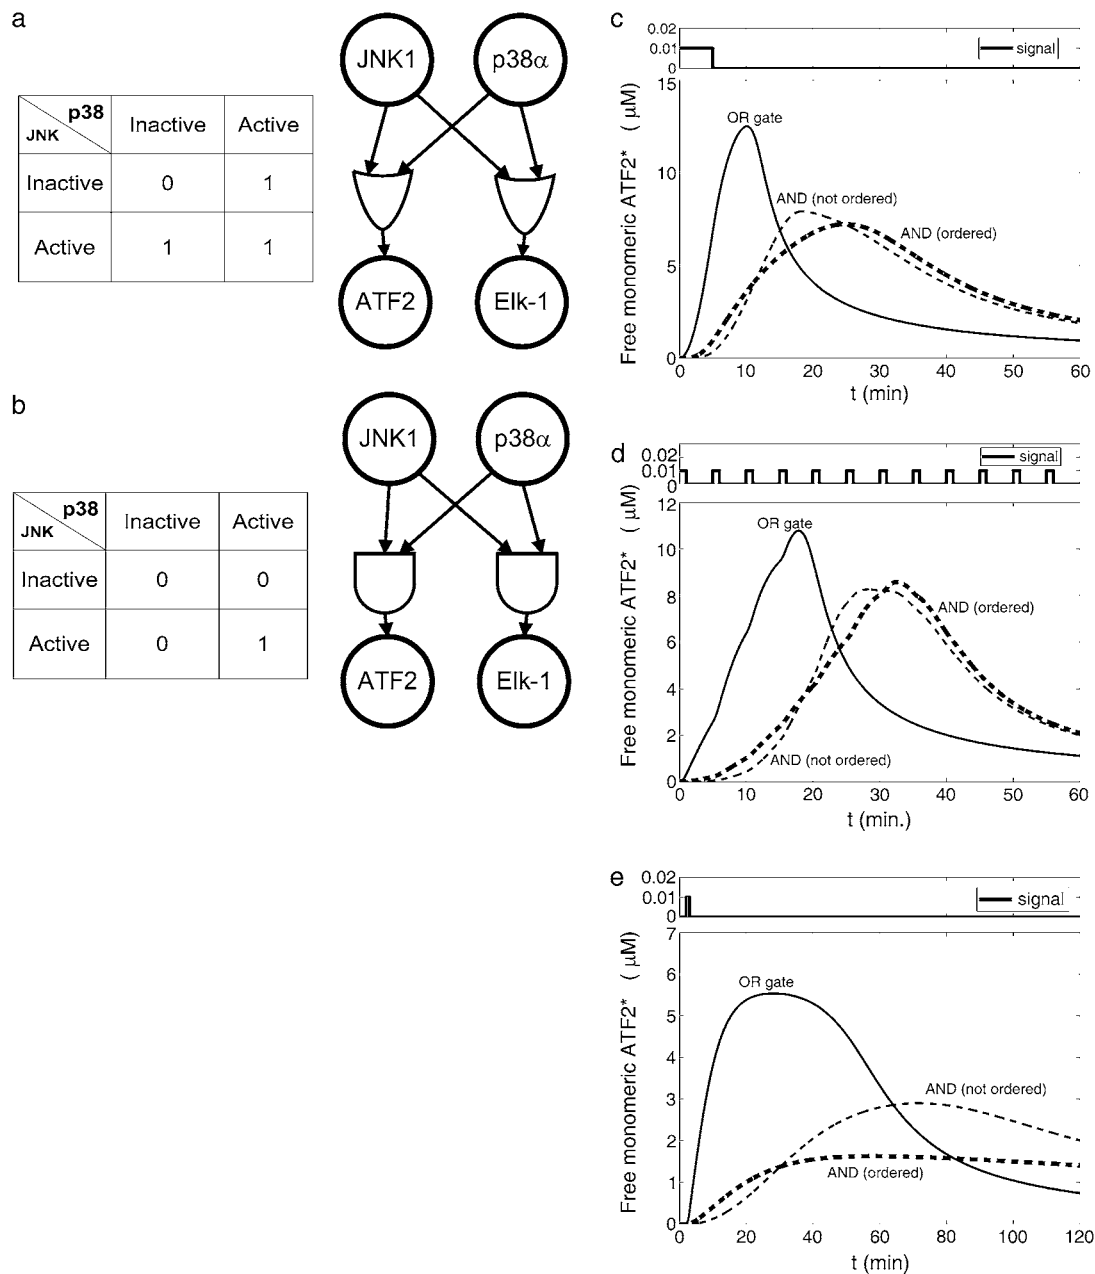 a
p38
JNK
Inactive
Active
Inactive
0
1
Active
1
1
JNK1
p38α
ATF2
Elk-1
b
p38
JNK
Inactive
Active
Inactive
0
0
Active
0
1
JNK1
p38α
ATF2
Elk-1
c
0.02
0.01
0
signal
15
10
5
0
Free monomeric ATF2* ( μM)
OR gate
AND (not ordered)
AND (ordered)
0 10 20 30 40 50 60
t (min)
d
0.02
0.01
0
signal
12
10
8
6
4
2
0
Free monomeric ATF2* ( μM)
OR gate
AND (ordered)
AND (not ordered)
0 10 20 30 40 50 60
t (min.)
e
0.02
0.01
0
signal
7
6
5
4
3
2
1
0
Free monomeric ATF2* ( μM)
OR gate
AND (not ordered)
AND (ordered)
0 20 40 60 80 100 120
t (min)